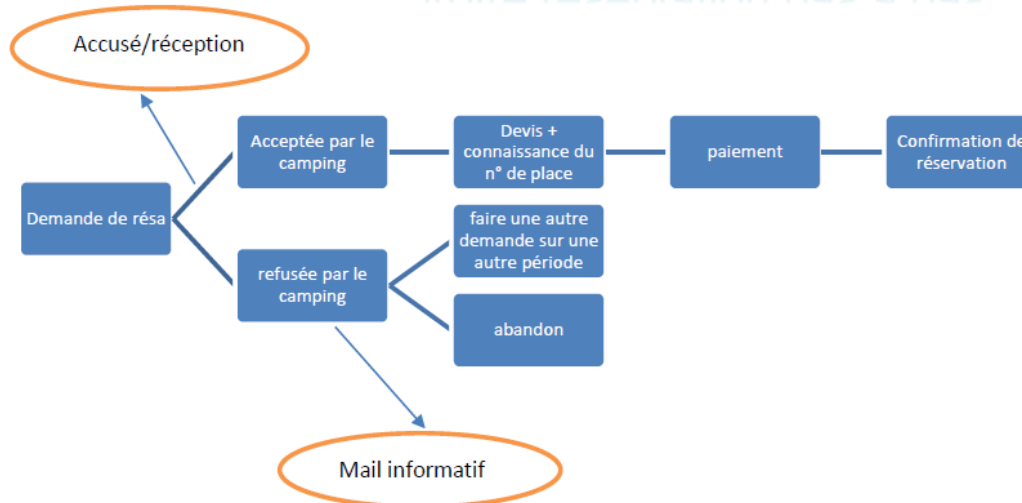 Accusé/réception
Acceptée par le
camping
Devis +
connaissance du
n° de place
paiement
Confirmation de
réservation
Demande de résa
refusée par le
camping
faire une autre
demande sur une
autre période
abandon
Mail informatif